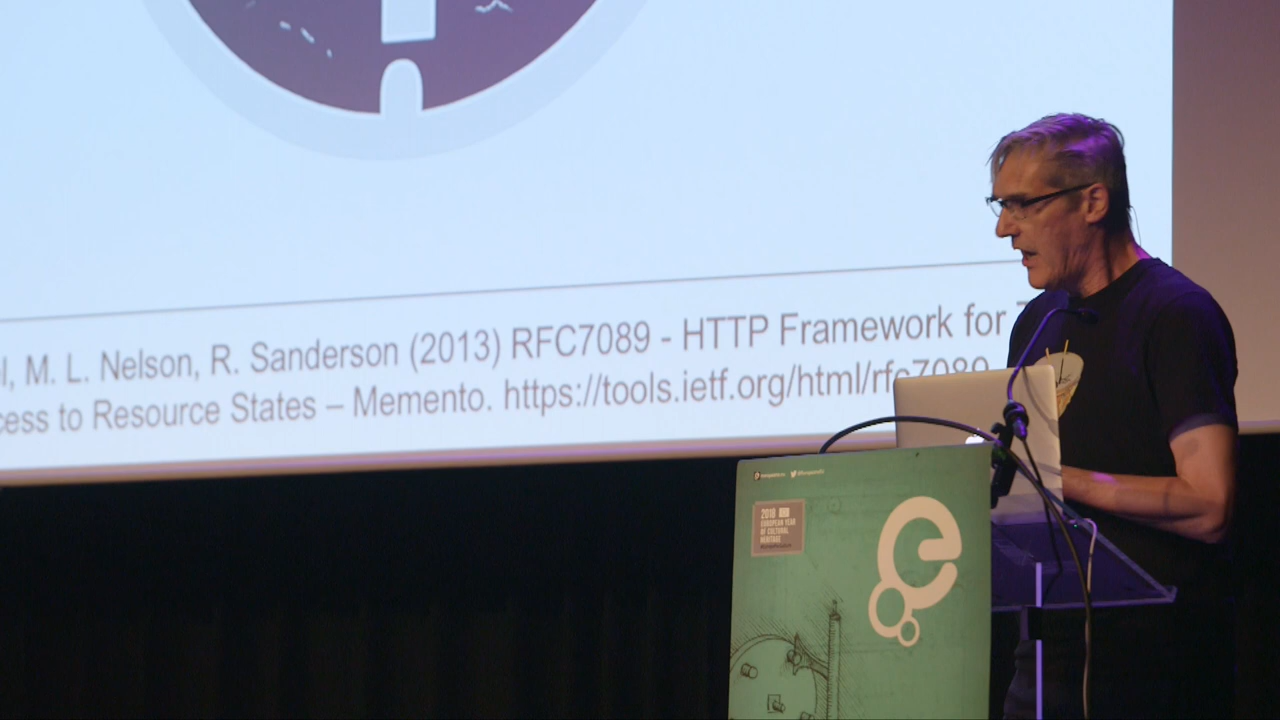 l, M. L. Nelson, R. Sanderson (2013) RFC7089 - HTTP Framework for
cess to Resource States – Memento. https://tools.ietf.org/html/rfc7089
2018
EUROPEAN YEAR
OF CULTURAL
HERITAGE